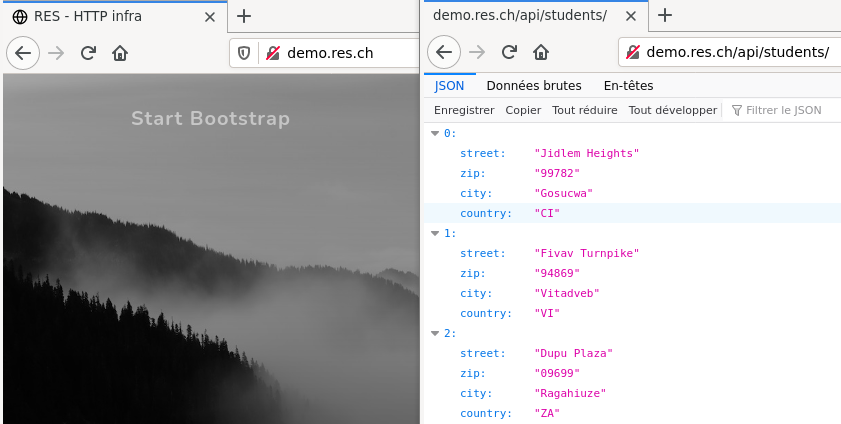 RES - HTTP infra
demo.res.ch
Start Bootstrap
demo.res.ch/api/students/
demo.res.ch/api/students/
JSON Données brutes En-têtes
Enregistrer Copier Tout réduire Tout développer Filtrer le JSON
0:
street: "Jidlem Heights"
zip: "99782"
city: "Gosucwa"
country: "CI"
1:
street: "Fivav Turnpike"
zip: "94869"
city: "Vitadveb"
country: "VI"
2:
street: "Dupu Plaza"
zip: "09699"
city: "Ragahiuze"
country: "ZA"